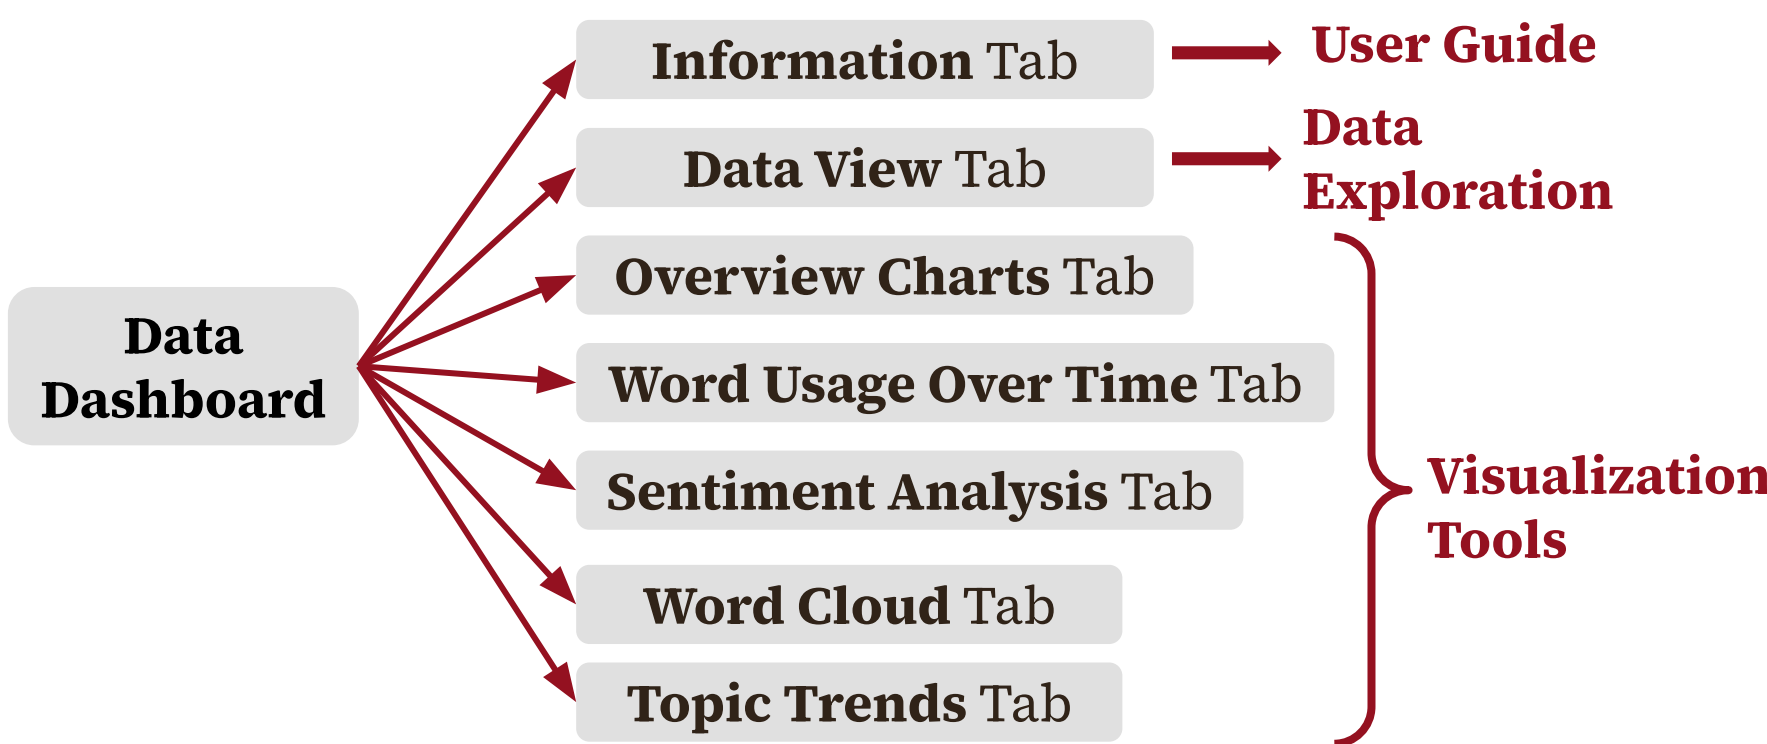 Information Tab
User Guide
Data View Tab
Data
Exploration
Overview Charts Tab
Data
Dashboard
Word Usage Over Time Tab
Sentiment Analysis Tab
Visualization
Tools
Word Cloud Tab
Topic Trends Tab